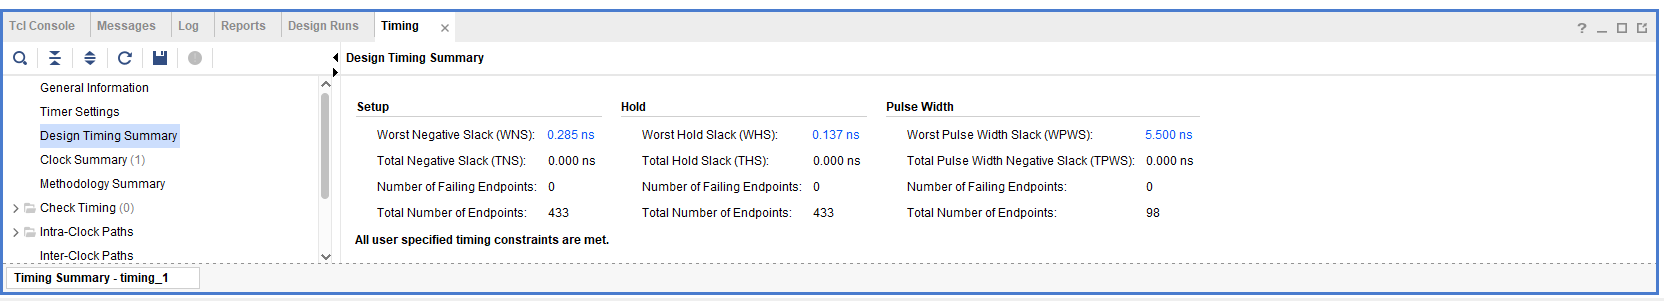 Tcl Console Messages Log Reports Design Runs Timing × ?
Design Timing Summary
General Information
Timer Settings
Design Timing Summary
Clock Summary (1)
Methodology Summary
Check Timing (0)
Intra-Clock Paths
Inter-Clock Paths
Setup Hold Pulse Width
Worst Negative Slack (WNS): 0.285 ns Worst Hold Slack (WHS): 0.137 ns Worst Pulse Width Slack (WPWS): 5.500 ns
Total Negative Slack (TNS): 0.000 ns Total Hold Slack (THS): 0.000 ns Total Pulse Width Negative Slack (TPWS): 0.000 ns
Number of Failing Endpoints: 0 Number of Failing Endpoints: 0 Number of Failing Endpoints: 0
Total Number of Endpoints: 433 Total Number of Endpoints: 433 Total Number of Endpoints: 98
All user specified timing constraints are met.
Timing Summary - timing_1